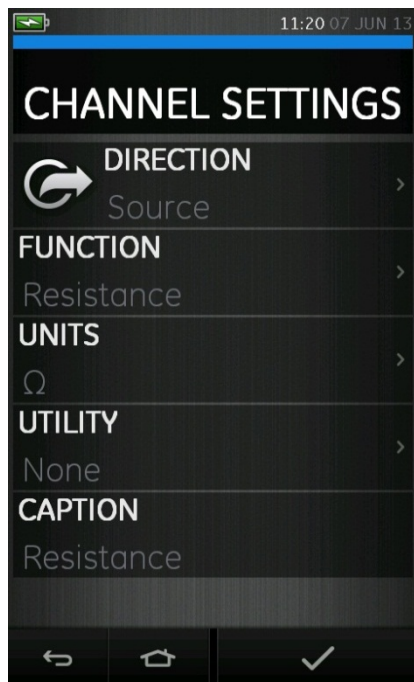 11:20 07 JUN 13
CHANNEL SETTINGS
DIRECTION
Source
FUNCTION
Resistance
UNITS
Ω
UTILITY
None
CAPTION
Resistance